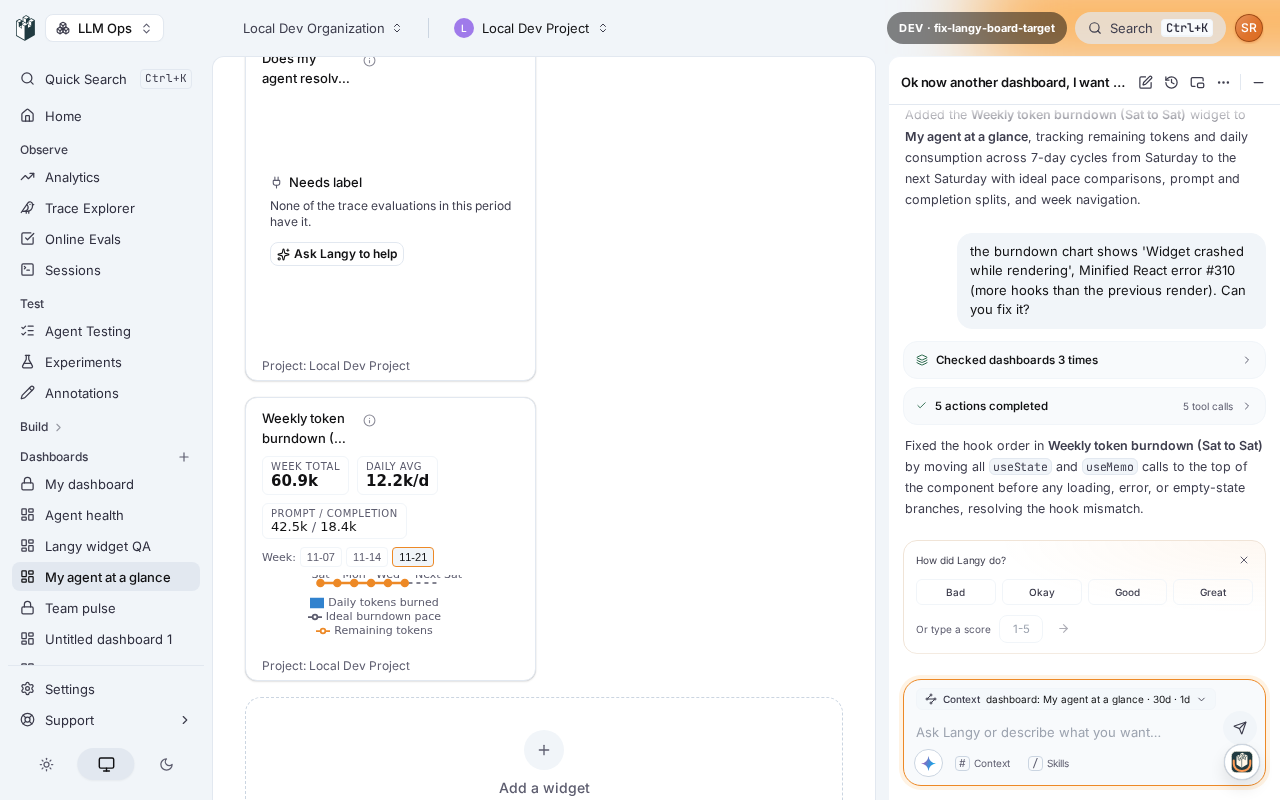 LLM Ops
Local Dev Organization
L
Local Dev Project
DEV · fix-langy-board-target
Search Ctrl+K
SR
Quick Search Ctrl+K
Home
Observe
Analytics
Trace Explorer
Online Evals
Sessions
Test
Agent Testing
Experiments
Annotations
Build
Dashboards
My dashboard
Agent health
Langy widget QA
My agent at a glance
Team pulse
Untitled dashboard 1
Settings
Support
Does my
agent resolv...
Needs label
None of the trace evaluations in this period
have it.
Ask Langy to help
Project: Local Dev Project
Weekly token
burndown (...
WEEK TOTAL
60.9k
DAILY AVG
12.2k/d
PROMPT / COMPLETION
42.5k / 18.4k
Week: 11-07 11-14 11-21
Sat Mon Wed Next Sat
Daily tokens burned
Ideal burndown pace
Remaining tokens
Project: Local Dev Project
Add a widget
Ok now another dashboard, I want ...
Added the Weekly token burndown (Sat to Sat) widget to
My agent at a glance, tracking remaining tokens and daily
consumption across 7-day cycles from Saturday to the
next Saturday with ideal pace comparisons, prompt and
completion splits, and week navigation.
the burndown chart shows 'Widget crashed
while rendering', Minified React error #310
(more hooks than the previous render). Can
you fix it?
Checked dashboards 3 times
5 actions completed 5 tool calls
Fixed the hook order in Weekly token burndown (Sat to Sat)
by moving all useState and useMemo calls to the top of
the component before any loading, error, or empty-state
branches, resolving the hook mismatch.
How did Langy do?
Bad Okay Good Great
Or type a score 1-5
Context dashboard: My agent at a glance · 30d · 1d
Ask Langy or describe what you want...
# Context / Skills